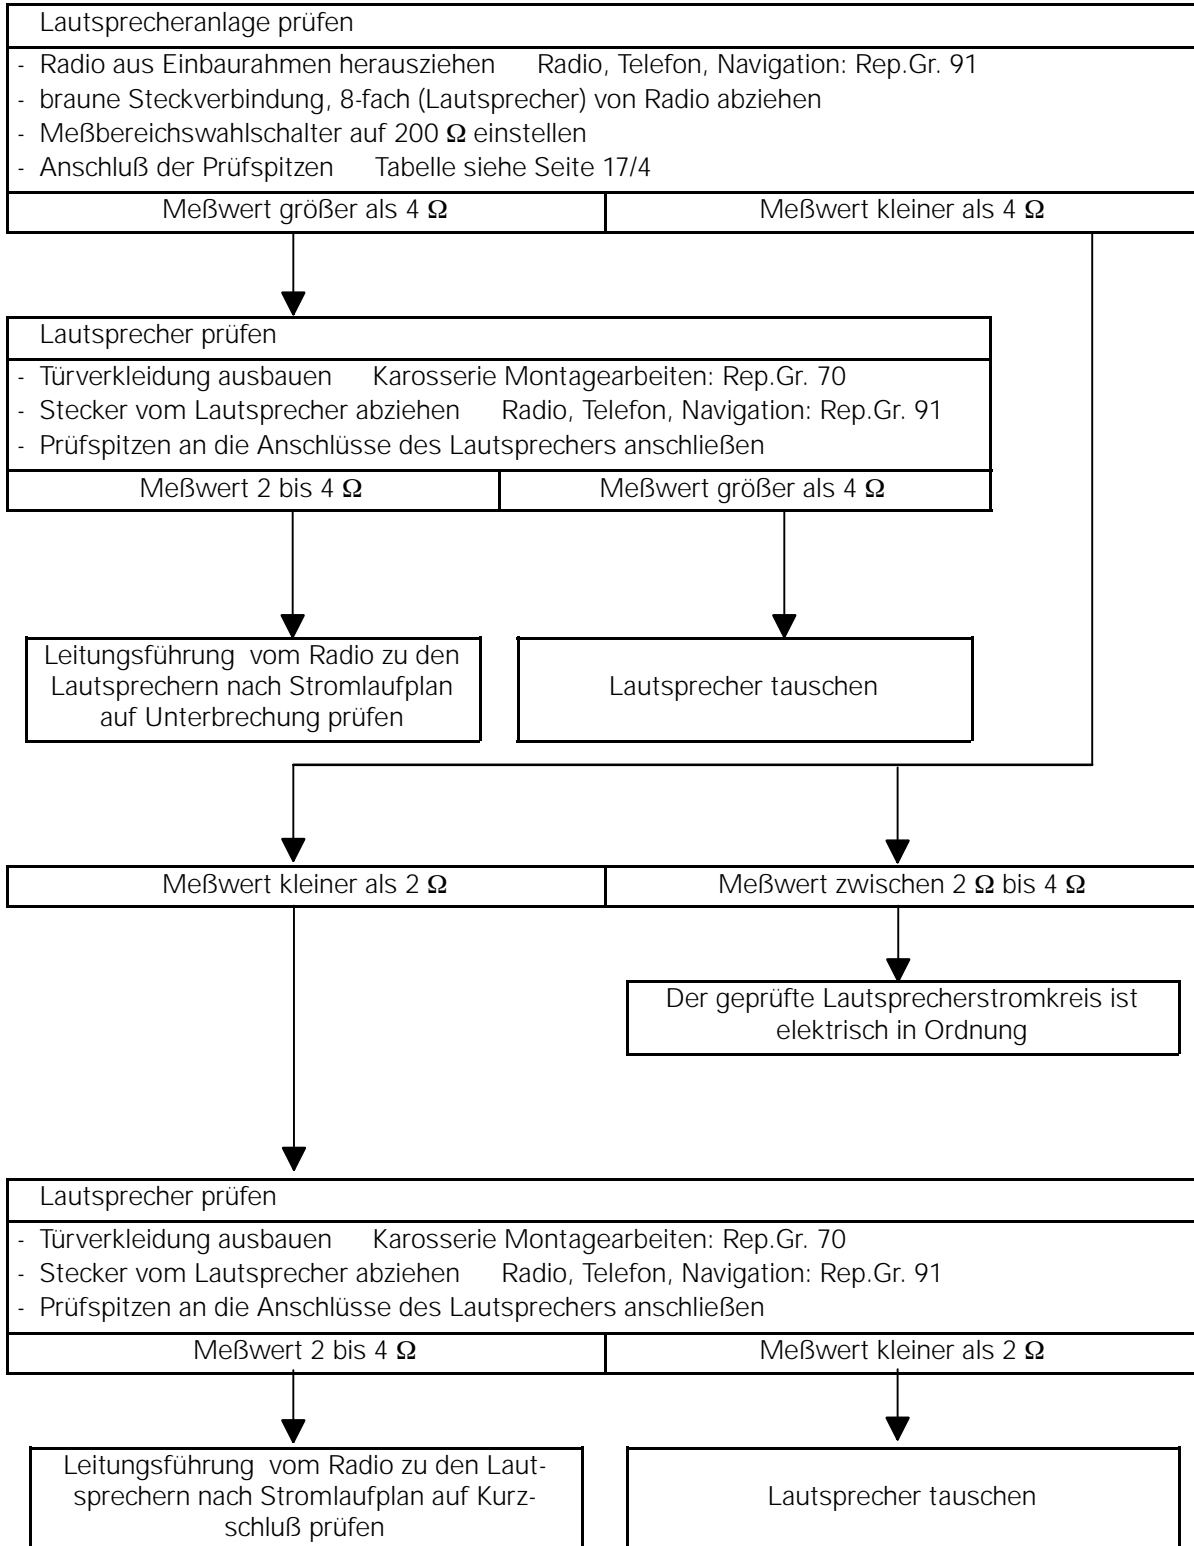 Lautsprecheranlage prüfen
- Radio aus Einbaurahmen herausziehen Radio, Telefon, Navigation: Rep.Gr. 91
- braune Steckverbindung, 8-fach (Lautsprecher) von Radio abziehen
- Meßbereichswahlschalter auf 200 Ω einstellen
- Anschluß der Prüfspitzen Tabelle siehe Seite 17/4
Meßwert größer als 4 Ω
Meßwert kleiner als 4 Ω
Lautsprecher prüfen
- Türverkleidung ausbauen Karosserie Montagearbeiten: Rep.Gr. 70
- Stecker vom Lautsprecher abziehen Radio, Telefon, Navigation: Rep.Gr. 91
- Prüfspitzen an die Anschlüsse des Lautsprechers anschließen
Meßwert 2 bis 4 Ω
Meßwert größer als 4 Ω
Leitungsführung vom Radio zu den
Lautsprechern nach Stromlaufplan
auf Unterbrechung prüfen
Lautsprecher tauschen
Meßwert kleiner als 2 Ω
Meßwert zwischen 2 Ω bis 4 Ω
Der geprüfte Lautsprecherstromkreis ist
elektrisch in Ordnung
Lautsprecher prüfen
- Türverkleidung ausbauen Karosserie Montagearbeiten: Rep.Gr. 70
- Stecker vom Lautsprecher abziehen Radio, Telefon, Navigation: Rep.Gr. 91
- Prüfspitzen an die Anschlüsse des Lautsprechers anschließen
Meßwert 2 bis 4 Ω
Meßwert kleiner als 2 Ω
Leitungsführung vom Radio zu den Laut-
sprechern nach Stromlaufplan auf Kurz-
schluß prüfen
Lautsprecher tauschen